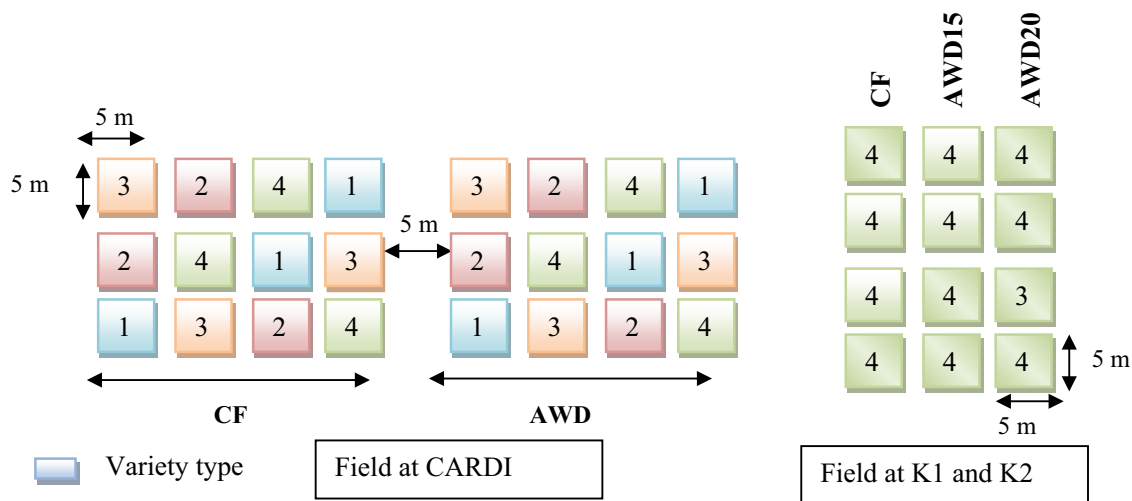 5 m
5 m
3 2 4 1
2 4 1 3
1 3 2 4
5 m
3 2 4 1
2 4 1 3
1 3 2 4
CF
AWD
Variety type
Field at CARDI
CF
AWD15
AWD20
4 4 4
4 4 4
4 4 3
4 4 4
5 m
5 m
Field at K1 and K2